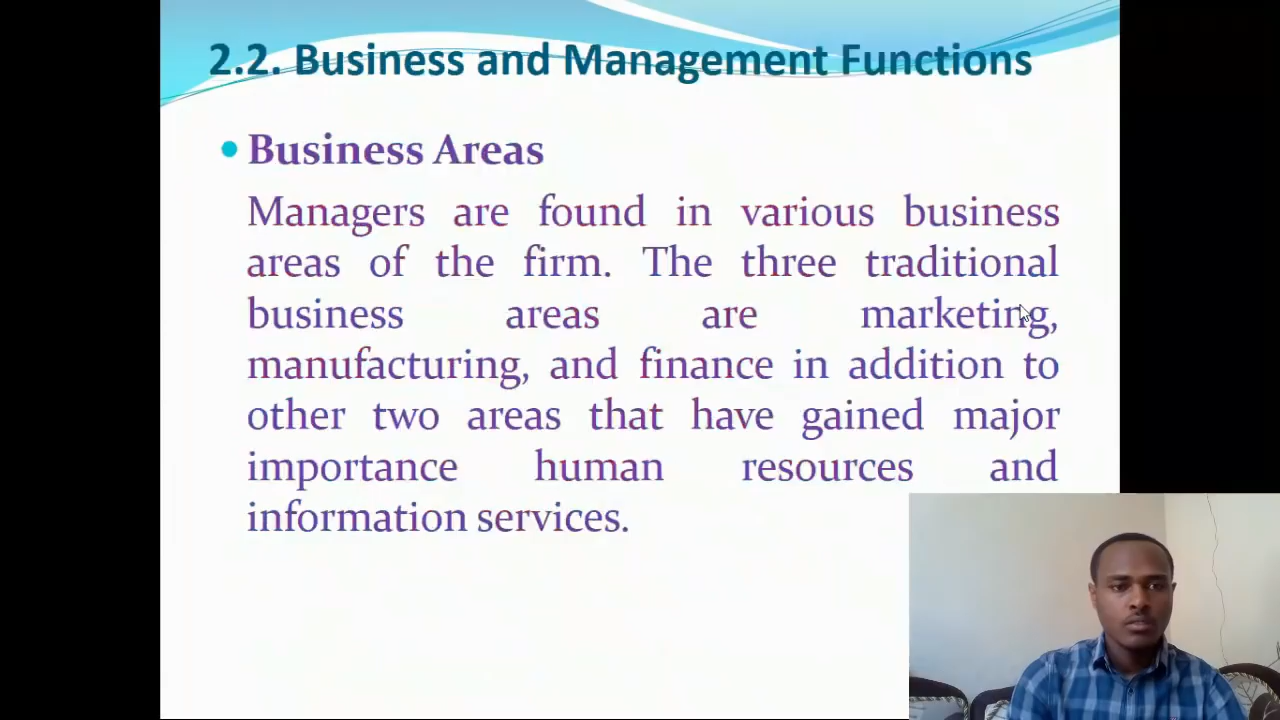 2.2. Business and Management Functions
Business Areas
Managers are found in various business
areas of the firm. The three traditional
business areas are marketing,
manufacturing, and finance in addition to
other two areas that have gained major
importance human resources and
information services.